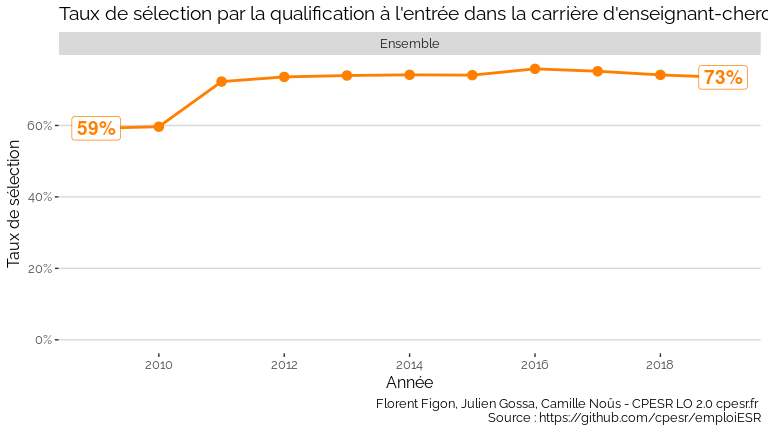 Taux de sélection par la qualification à l'entrée dans la carrière d'enseignant-cherc
Ensemble
73%
59%
60%
40%
20%
0%
Taux de sélection
2010 2012 2014 2016 2018
Année
Florent Figon, Julien Gossa, Camille Noûs - CPESR LO 2.0 cpesr.fr
Source : https://github.com/cpesr/emploiESR